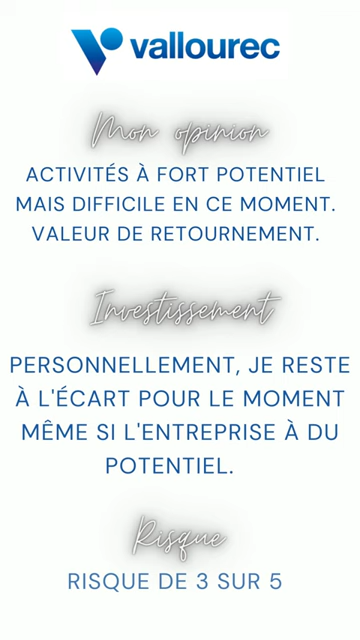 vallourec
Mon opinion
ACTIVITÉS À FORT POTENTIEL
MAIS DIFFICILE EN CE MOMENT.
VALEUR DE RETOURNEMENT.
Investissement
PERSONNELLEMENT, JE RESTE
À L'ÉCART POUR LE MOMENT
MÊME SI L'ENTREPRISE À DU
POTENTIEL.
Risque
RISQUE DE 3 SUR 5